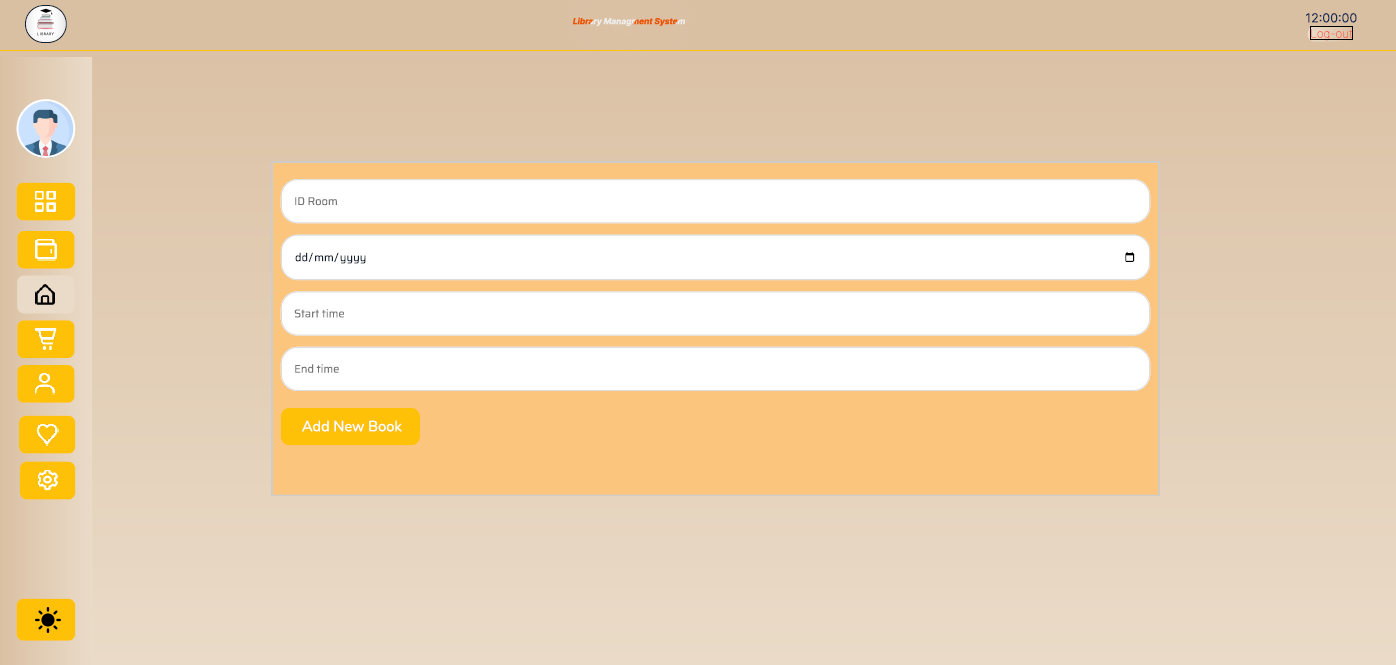 LIBRARY
Library Managment System
12:00:00
Log-out
ID Room
dd/mm/yyyy
Start time
End time
Add New Book